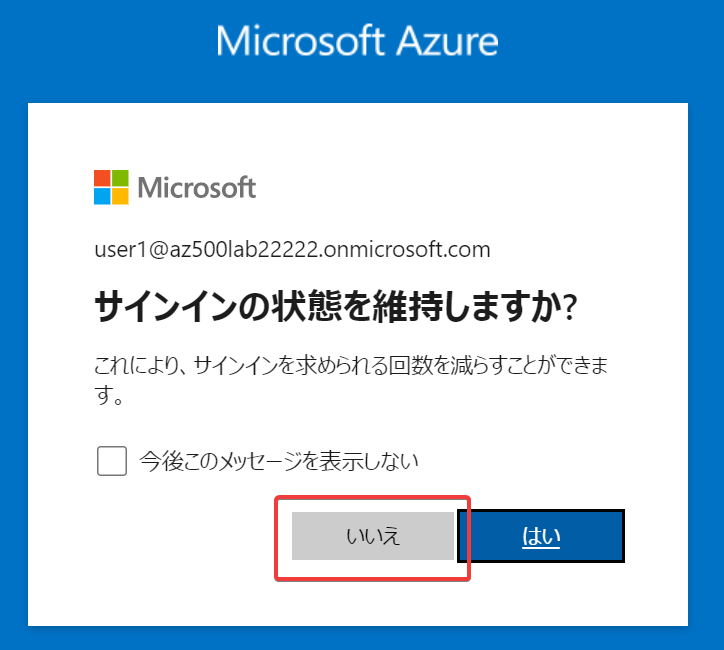 Microsoft Azure
Microsoft
user1@az500lab22222.onmicrosoft.com
サインインの状態を維持しますか?
これにより、サインインを求められる回数を減らすことができま
す。
今後このメッセージを表示しない
いいえ
はい